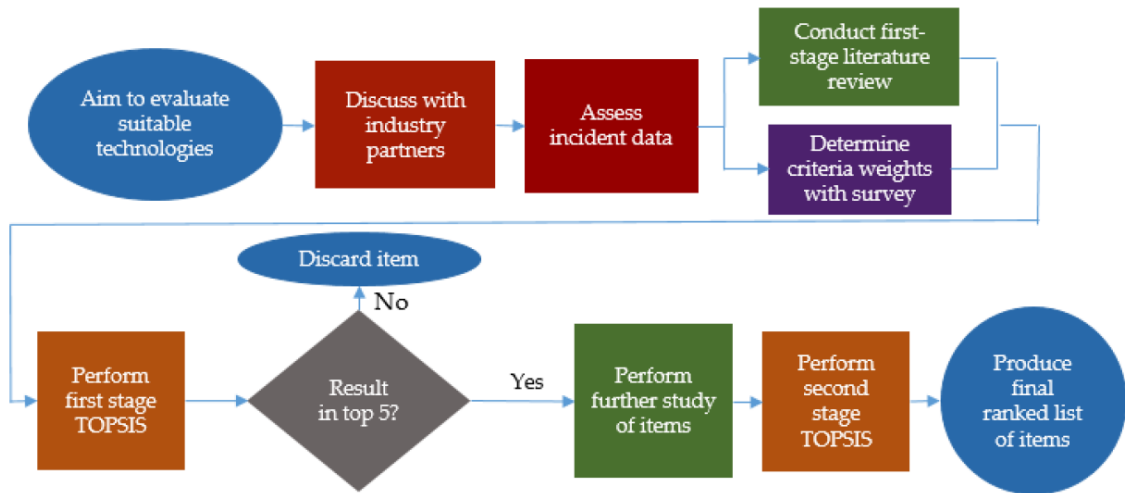 Aim to evaluate
suitable
technologies
Discuss with
industry
partners
Assess
incident data
Conduct first-
stage literature
review
Determine
criteria weights
with survey
Discard item
No
Perform
first stage
TOPSIS
Result
in top 5?
Yes
Perform
further study
of items
Perform
second
stage
TOPSIS
Produce
final
ranked list
of items